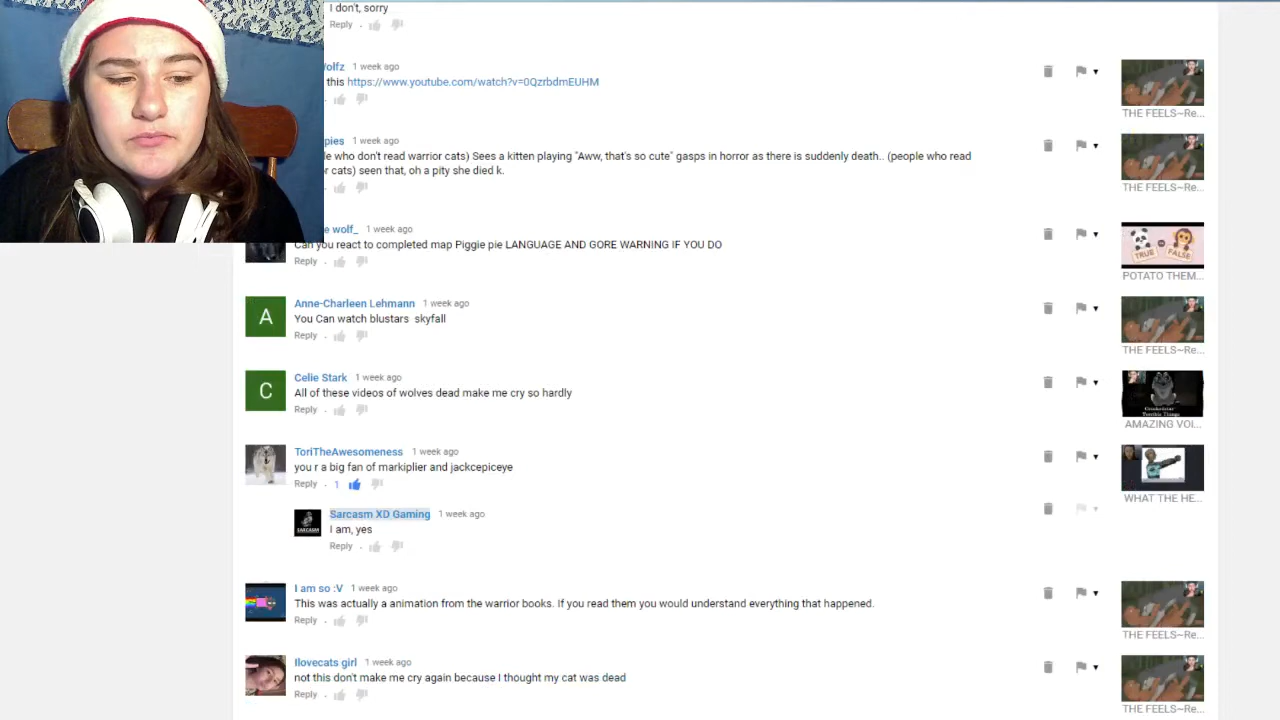 I don't, sorry
Reply
olfz 1 week ago
this https://www.youtube.com/watch?v=0QzrbdmEUHM
THE FEELS~Re...
pies 1 week ago
le who don't read warrior cats) Sees a kitten playing "Aww, that's so cute" gasps in horror as there is suddenly death.. (people who read
r cats) seen that, oh a pity she died k.
THE FEELS~Re...
e wolf_ 1 week ago
Can you react to completed map Piggie pie LANGUAGE AND GORE WARNING IF YOU DO
Reply
TRUE FALSE
POTATO THEM...
A
Anne-Charleen Lehmann 1 week ago
You Can watch blustars skyfall
Reply
THE FEELS~Re...
C
Celie Stark 1 week ago
All of these videos of wolves dead make me cry so hardly
Reply
AMAZING VOI...
ToriTheAwesomeness 1 week ago
you r a big fan of markiplier and jackcepiceye
Reply 1
WHAT THE HE...
SARCASM
Sarcasm XD Gaming 1 week ago
I am, yes
Reply
I am so :V 1 week ago
This was actually a animation from the warrior books. If you read them you would understand everything that happened.
Reply
THE FEELS~Re...
Ilovecats girl 1 week ago
not this don't make me cry again because I thought my cat was dead
Reply
THE FEELS~Re...